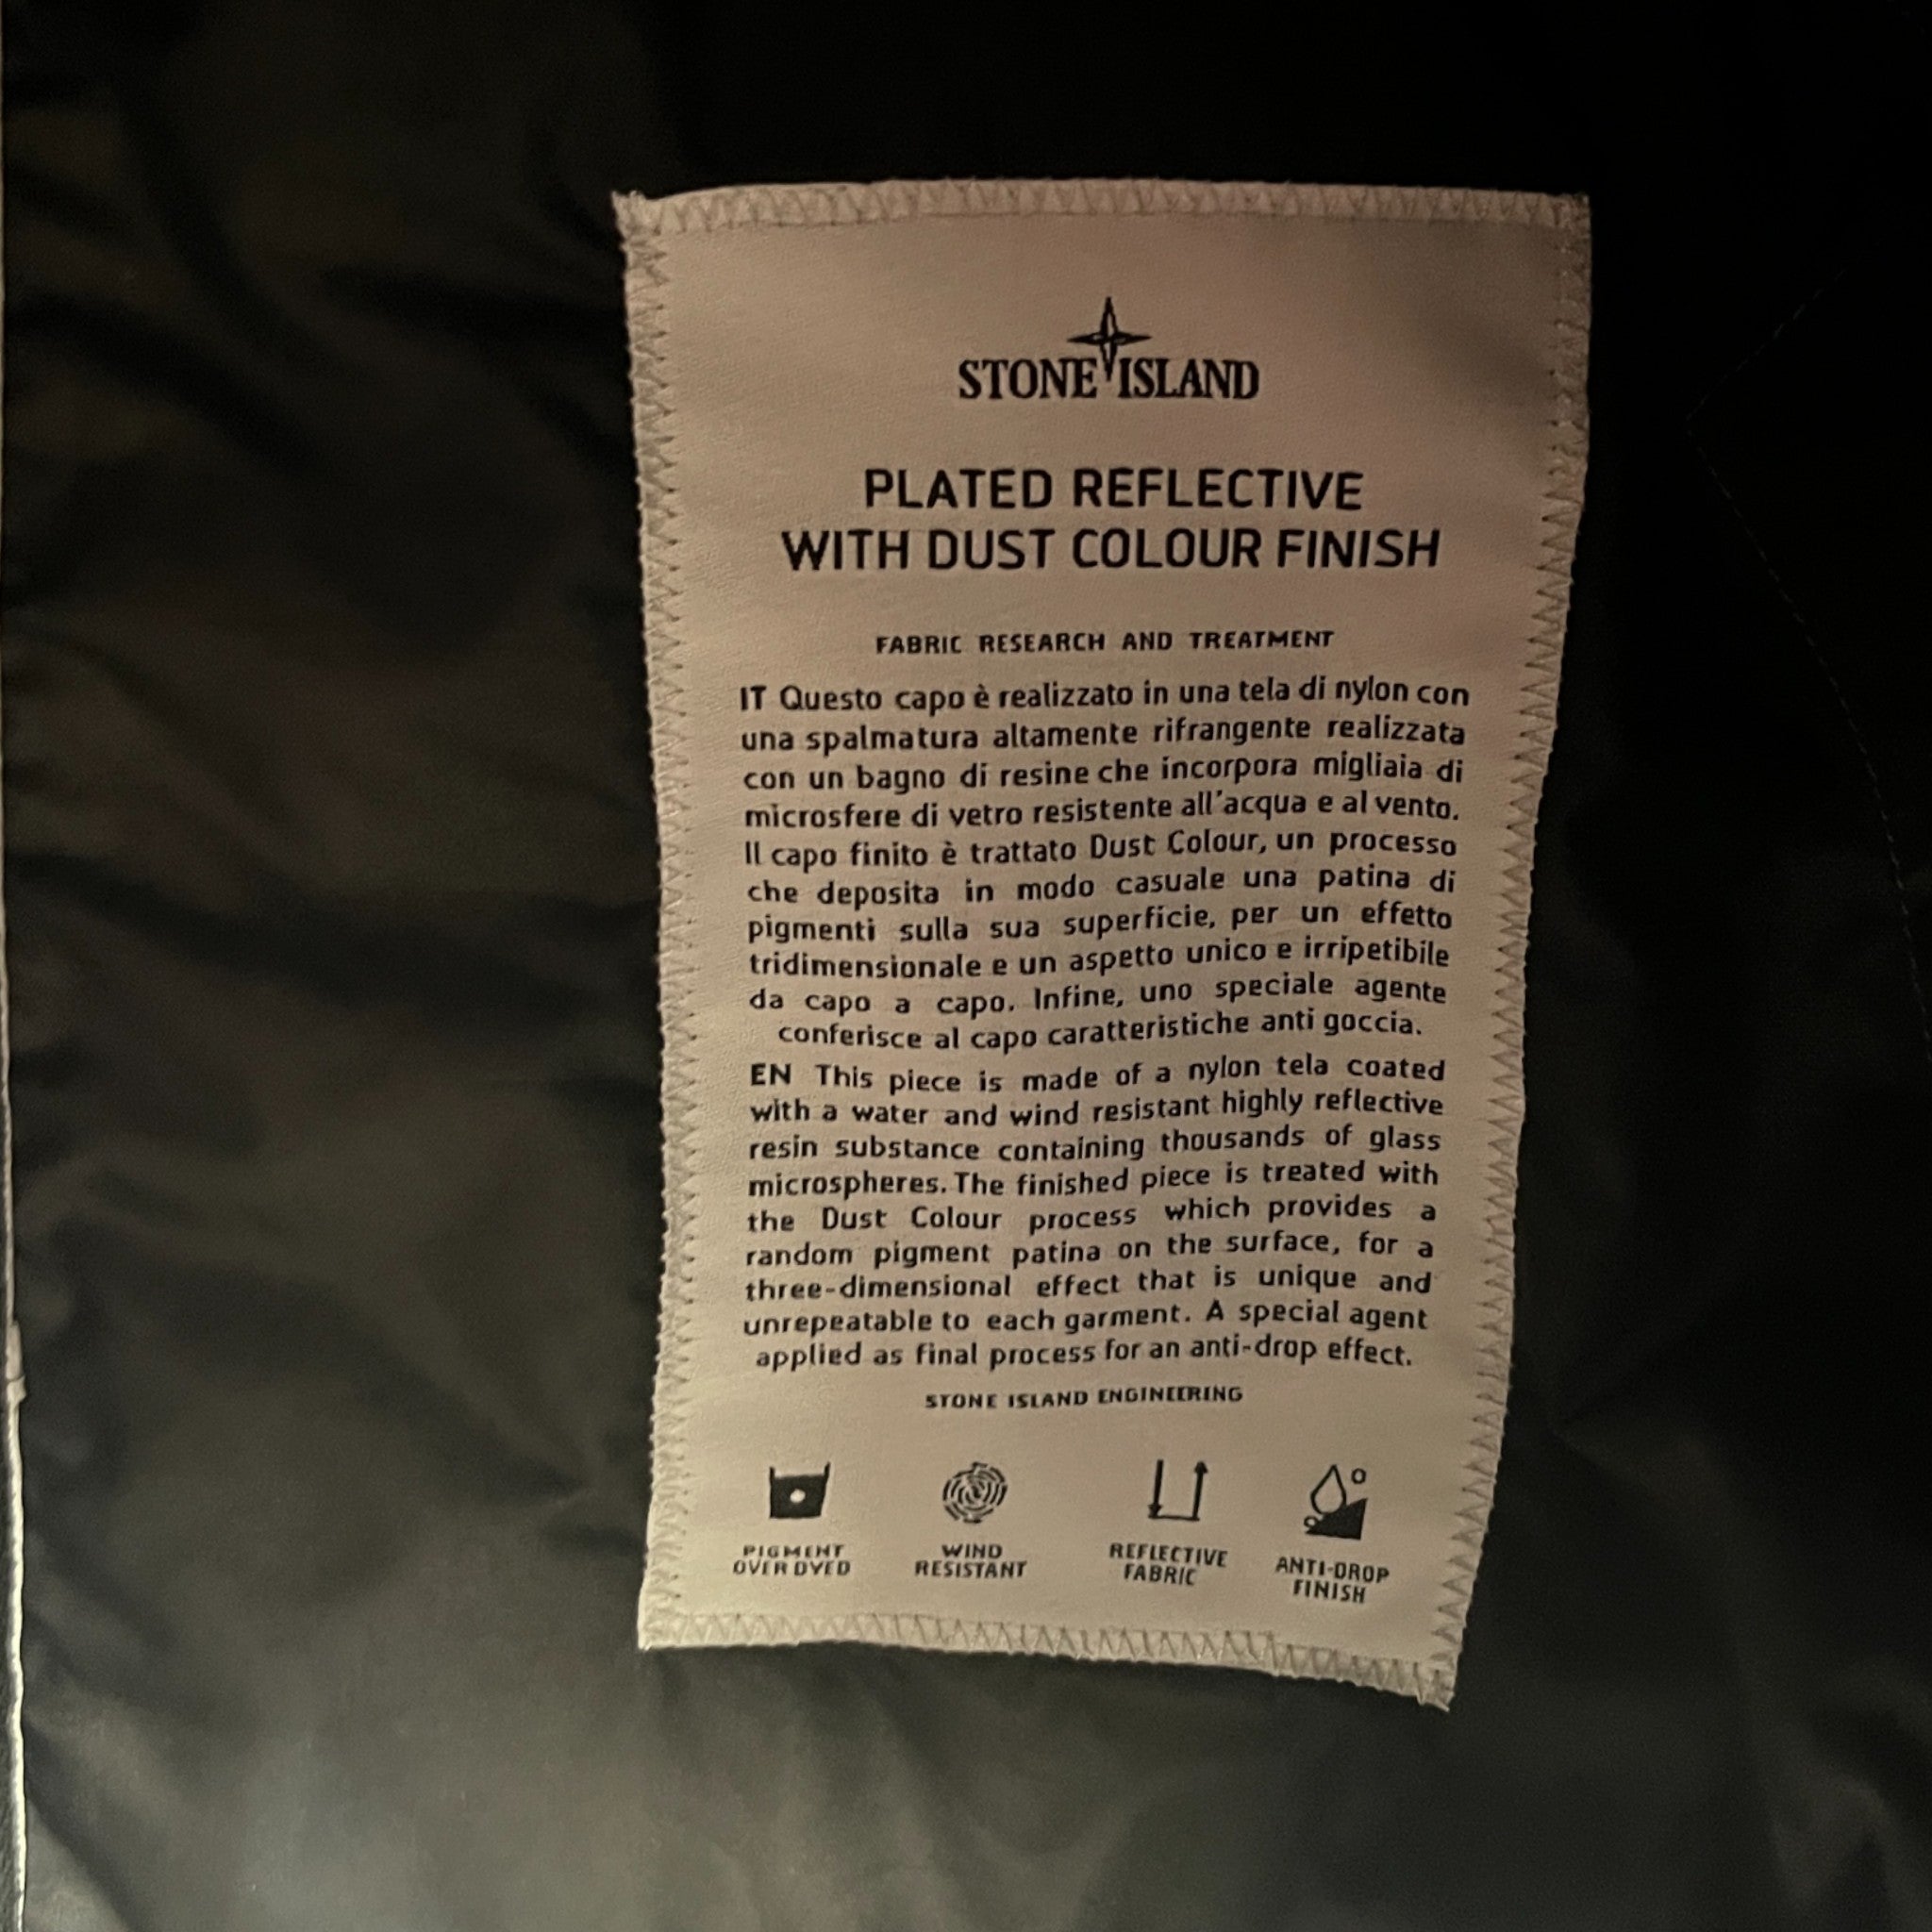 STONE ISLAND
PLATED REFLECTIVE
WITH DUST COLOUR FINISH
FABRIC RESEARCH AND TREATMENT
IT Questo capo è realizzato in una tela di nylon con
una spalmatura altamente rifrangente realizzata
con un bagno di resine che incorpora migliaia di
microsfere di vetro resistente all'acqua e al vento.
Il capo finito è trattato Dust Colour, un processo
che deposita in modo casuale una patina di
pigmenti sulla sua superficie, per un effetto
tridimensionale e un aspetto unico e irripetibile
da capo a capo. Infine, uno speciale agente
conferisce al capo caratteristiche anti goccia.
EN This piece is made of a nylon tela coated
with a water and wind resistant highly reflective
resin substance containing thousands of glass
microspheres. The finished piece is treated with
the Dust Colour process which provides a
random pigment patina on the surface, for a
three-dimensional effect that is unique and
unrepeatable to each garment. A special agent
applied as final process for an anti-drop effect.
STONE ISLAND ENGINEERING
PIGMENT
OVER DYED
WIND
RESISTANT
REFLECTIVE
FABRIC
ANTI-DROP
FINISH